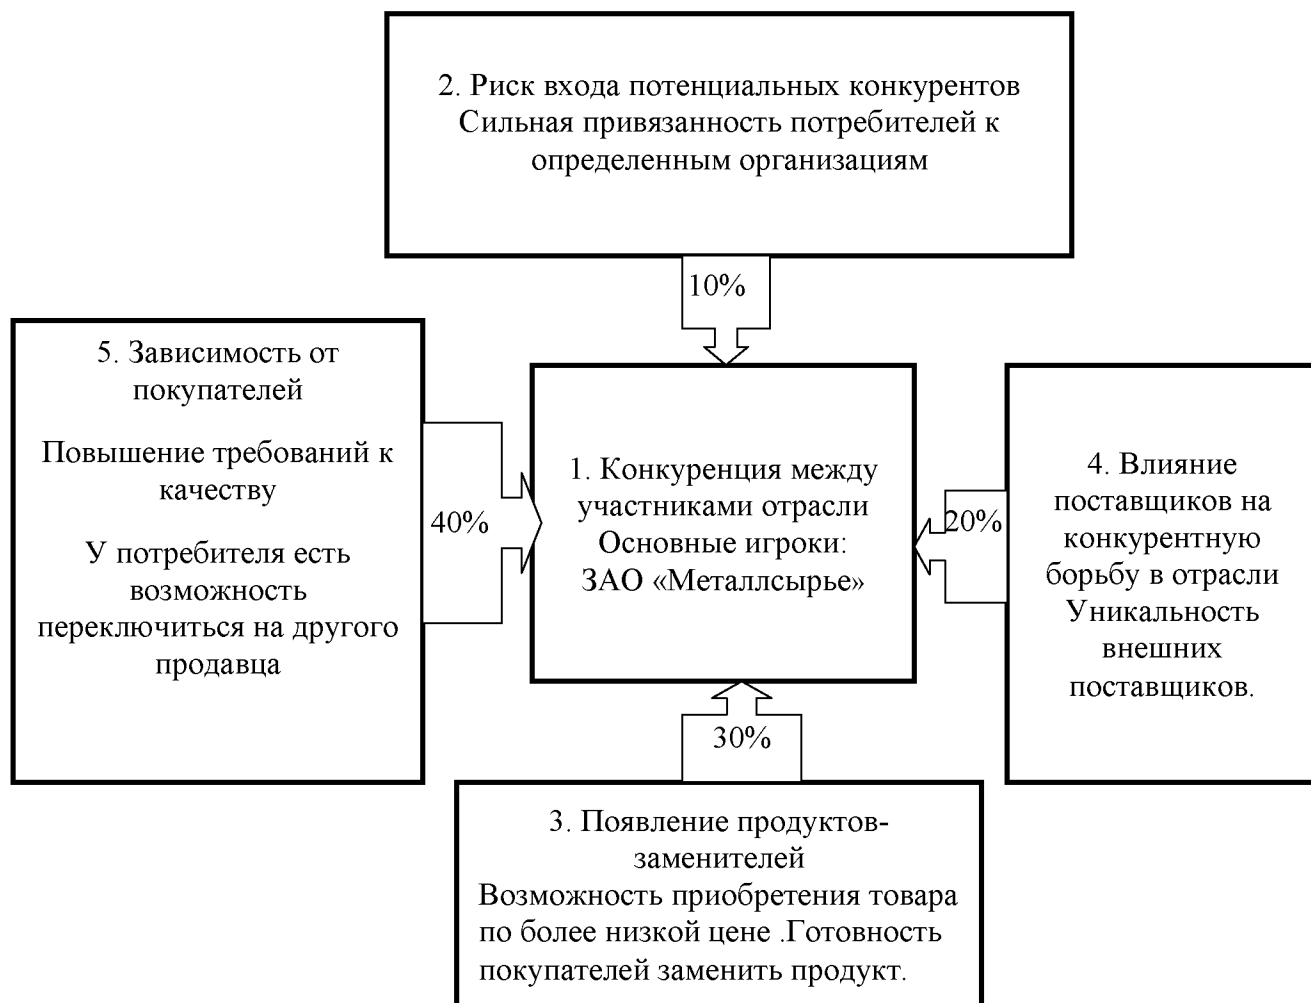 2. Риск входа потенциальных конкурентов
Сильная привязанность потребителей к
определенным организациям
10%
5. Зависимость от
покупателей
Повышение требований к
качеству
У потребителя есть
возможность
переключиться на другого
продавца
40%
1. Конкуренция между
участниками отрасли
Основные игроки:
ЗАО «Металлсырье»
20%
4. Влияние
поставщиков на
конкурентную
борьбу в отрасли
Уникальность
внешних
поставщиков.
30%
3. Появление продуктов-
заменителей
Возможность приобретения товара
по более низкой цене .Готовность
покупателей заменить продукт.